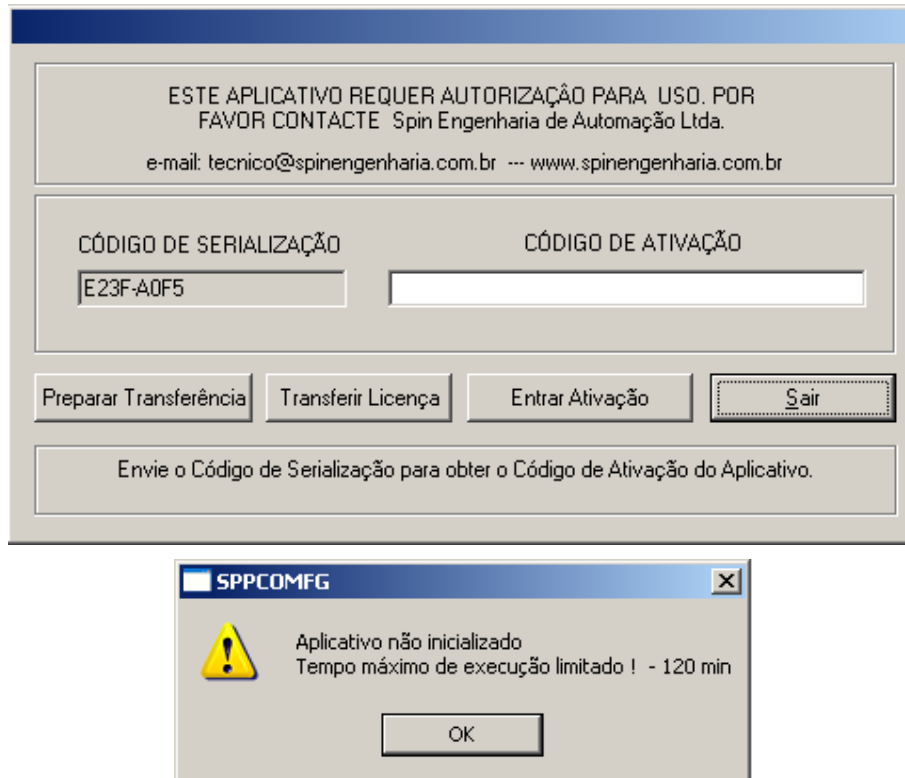 ESTE APLICATIVO REQUER AUTORIZAÇÂO PARA  USO. POR
FAVOR CONTACTE  Spin Engenharia de Automação Ltda.
e-mail: tecnico@spinengenharia.com.br  --- www.spinengenharia.com.br
CÓDIGO DE SERIALIZAÇÃO
CÓDIGO DE ATIVAÇÃO
E23F-A0F5
Preparar Transferência
Transferir Licença
Entrar Ativação
Sair
Envie o Código de Serialização para obter o Código de Ativação do Aplicativo.
SPPCOMFG
Aplicativo não inicializado
Tempo máximo de execução limitado !  - 120 min
OK